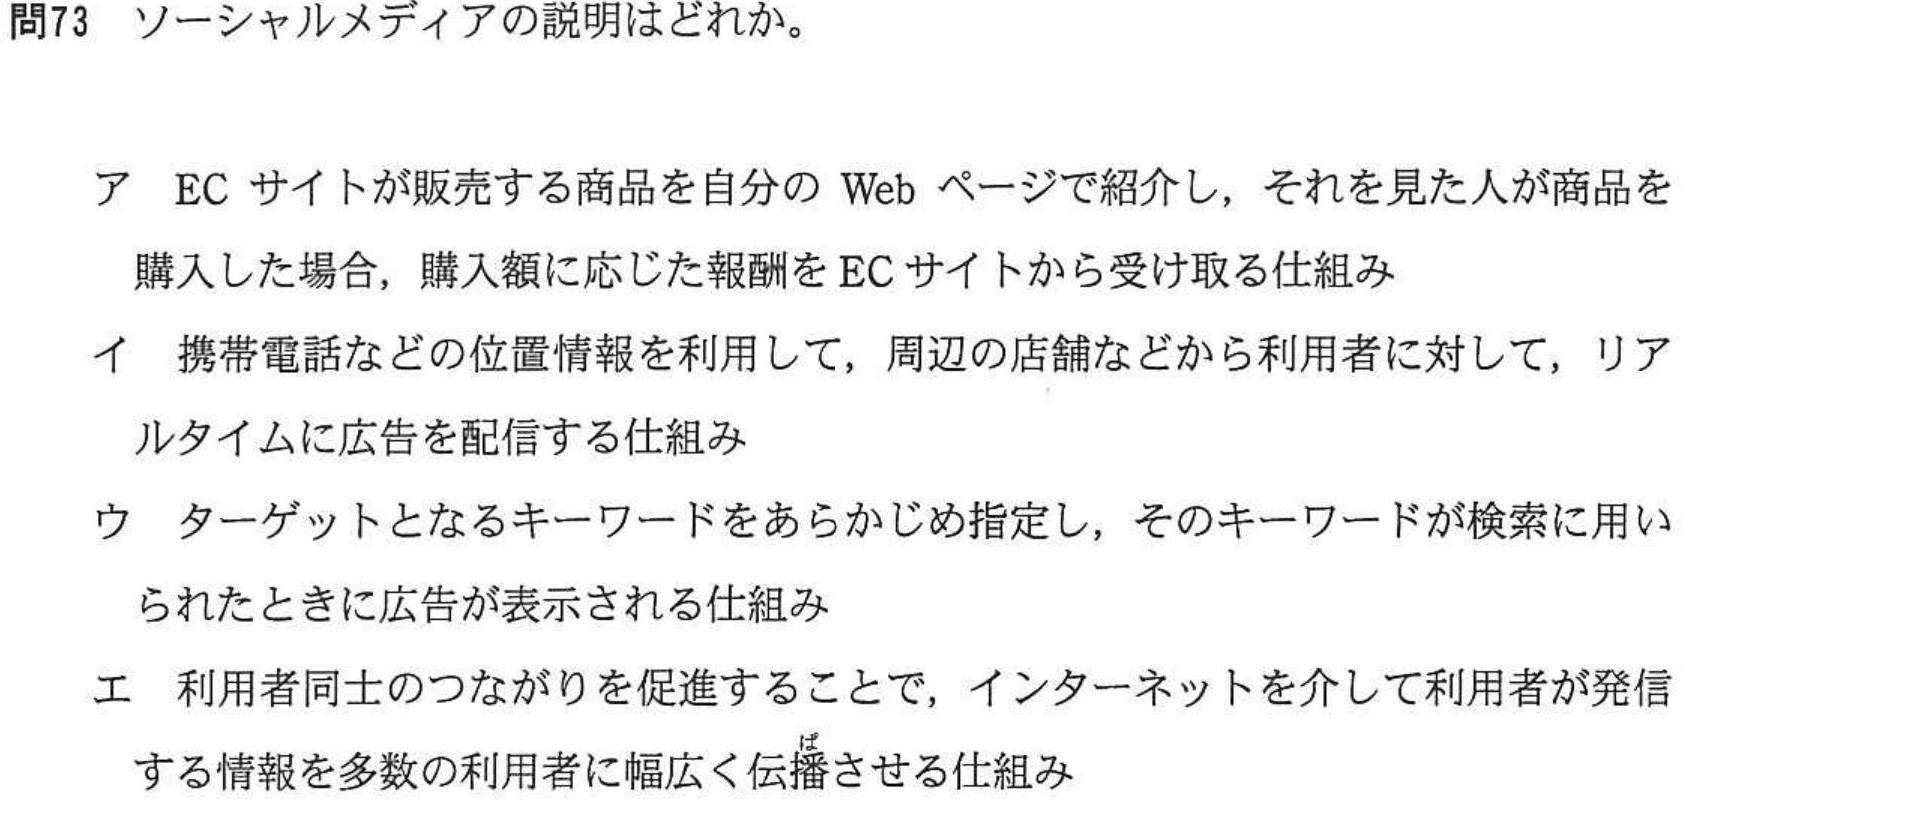 問73 ソーシャルメディアの説明はどれか。
ア EC サイトが販売する商品を自分の Web ページで紹介し，それを見た人が商品を
購入した場合，購入額に応じた報酬を EC サイトから受け取る仕組み
イ 携帯電話などの位置情報を利用して，周辺の店舗などから利用者に対して，リア
ルタイムに広告を配信する仕組み
ウ ターゲットとなるキーワードをあらかじめ指定し，そのキーワードが検索に用い
られたときに広告が表示される仕組み
エ 利用者同士のつながりを促進することで，インターネットを介して利用者が発信
ぱ
する情報を多数の利用者に幅広く伝播させる仕組み